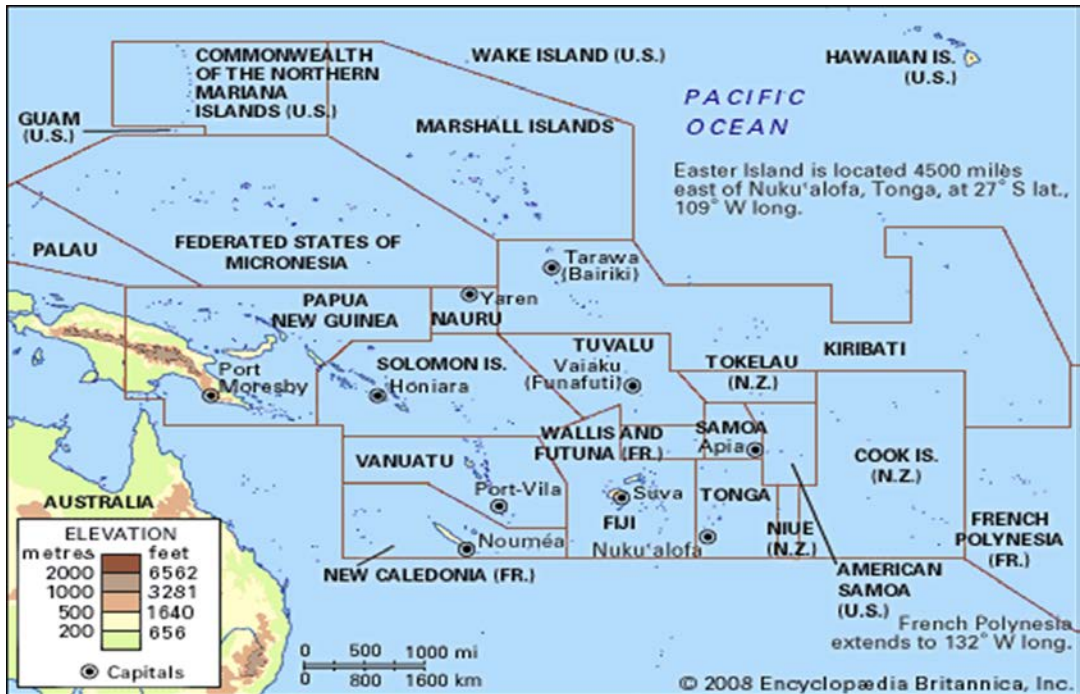 COMMONWEALTH
OF THE NORTHERN
MARIANA
ISLANDS (U.S.)
WAKE ISLAND (U.S.)
HAWAIIAN IS.
(U.S.)
GUAM
(U.S.)
PACIFIC
OCEAN
MARSHALL ISLANDS
Easter Island is located 4500 miles
east of Nukuʻalofa, Tonga, at 27° S lat.,
109° W long.
PALAU
FEDERATED STATES OF
MICRONESIA
Tarawa
(Bairiki)
PAPUA
NEW GUINEA
Yaren
NAURU
KIRIBATI
TUVALU
Vaiaku
(Funafuti)
TOKELAU
(N.Z.)
SOLOMON IS.
Honiara
Port
Moresby
WALLIS AND
FUTUNA (FR.)
SAMOA
Apia
COOK IS.
(N.Z.)
VANUATU
Port-Vila
Suva
FIJI
TONGA
Nukuʻalofa
NIUE
(N.Z.)
FRENCH
POLYNESIA
(FR.)
AUSTRALIA
Nouméa
NEW CALEDONIA (FR.)
AMERICAN
SAMOA
(U.S.)
French Polynesia
extends to 132° W long.
ELEVATION
metres feet
2000 6562
1000 3281
500 1640
200 656
Capitals
0 500 1000 mi
0 800 1600 km
© 2008 Encyclopædia Britannica, Inc.